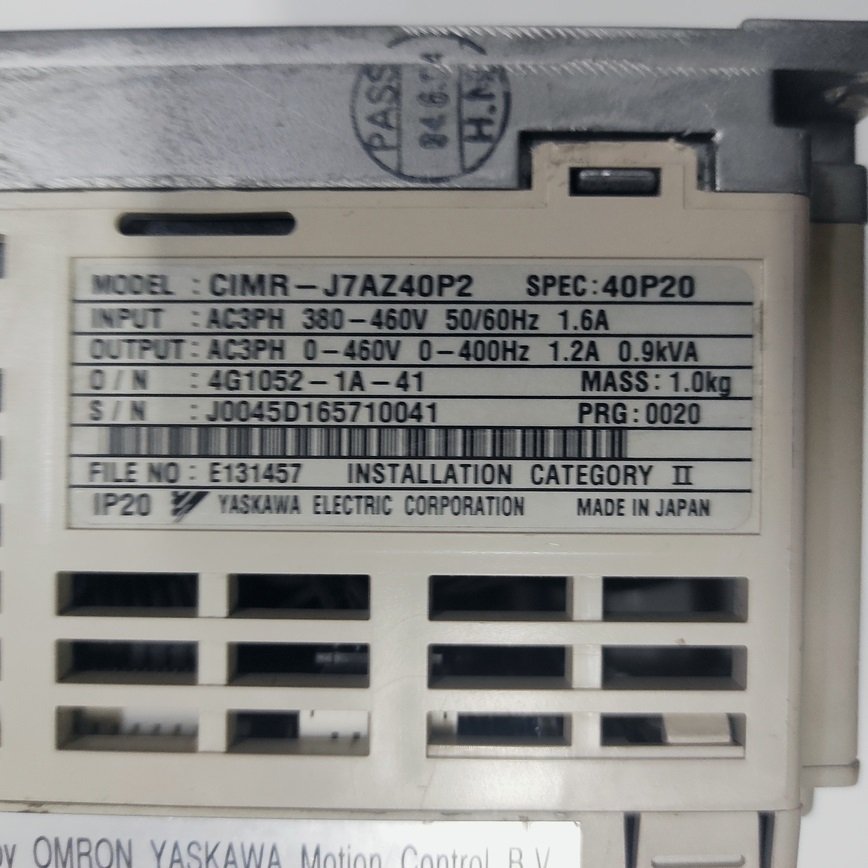 PASS
H.N
MODEL : CIMR-J7AZ40P2 SPEC:40P20
INPUT : AC3PH 380-460V 50/60Hz 1.6A
OUTPUT : AC3PH 0-460V 0-400Hz 1.2A 0.9kVA
O/N : 4G1052-1A-41 MASS: 1.0kg
S/N : J0045D165710041 PRG: 0020
FILE NO : E131457 INSTALLATION CATEGORY II
IP20 YASKAWA ELECTRIC CORPORATION MADE IN JAPAN
by OMRON YASKAWA Motion Control B.V.